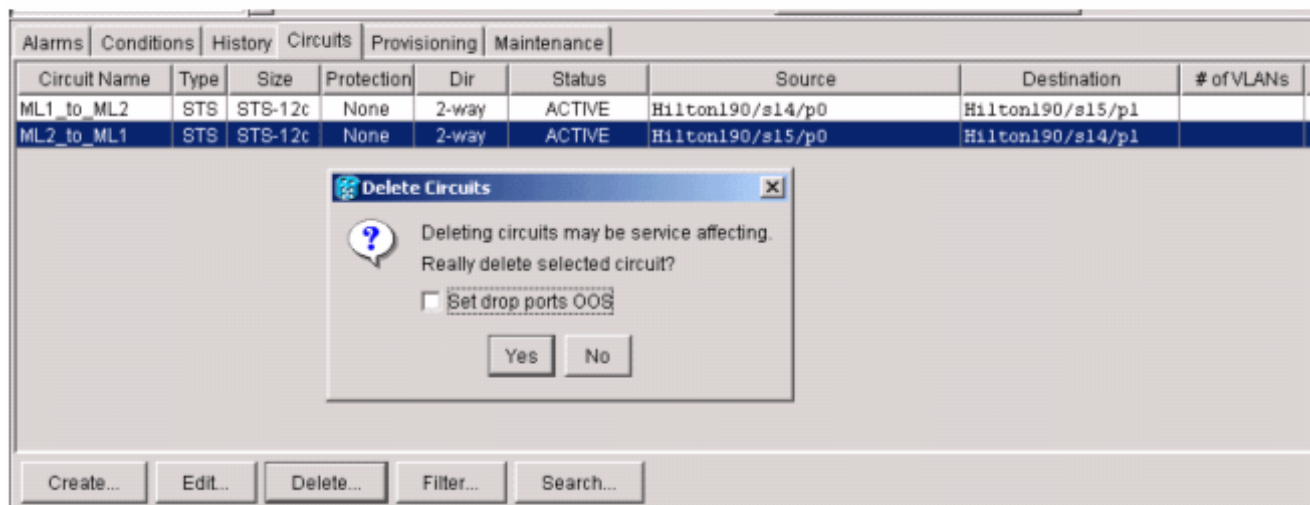 Alarms Conditions History Circuits Provisioning Maintenance
Circuit Name Type Size Protection Dir Status Source Destination # of VLANs
ML1_to_ML2 STS STS-12c None 2-way ACTIVE Hilton190/s14/p0 Hilton190/s15/p1
ML2_to_ML1 STS STS-12c None 2-way ACTIVE Hilton190/s15/p0 Hilton190/s14/p1
Delete Circuits
Deleting circuits may be service affecting.
Really delete selected circuit?
Set drop ports OOS
Yes No
Create... Edit... Delete... Filter... Search...